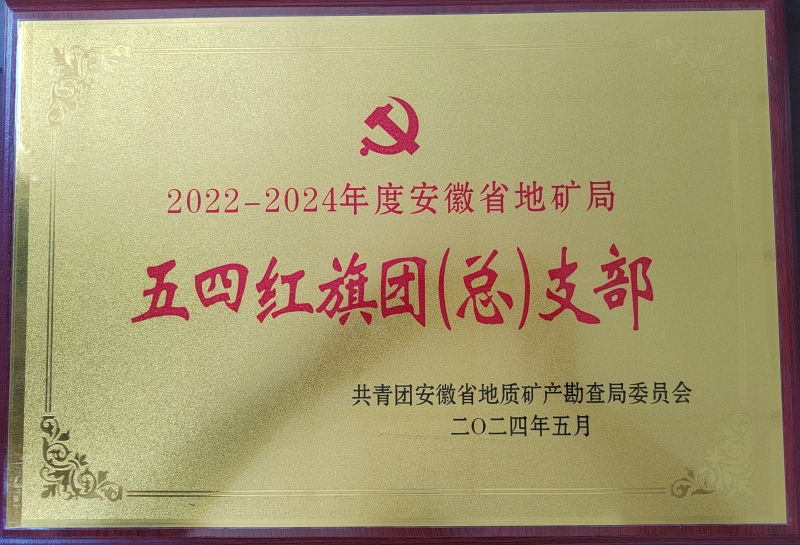 2022-2024年度安徽省地矿局
五四红旗团(总)支部
共青团安徽省地质矿产勘查局委员会
二〇二四年五月